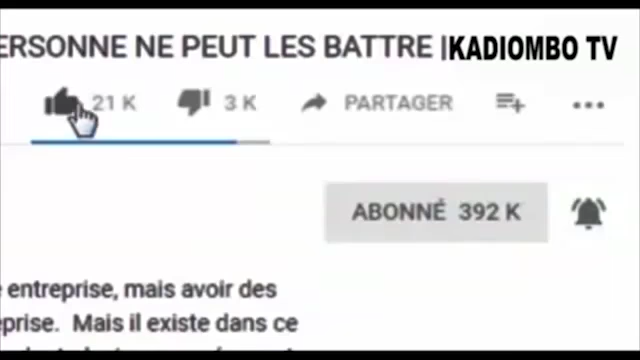 ERSONNE NE PEUT LES BATTRE | KADIOMBO TV
21 K 3 K PARTAGER
ABONNÉ 392 K
entreprise, mais avoir des
eprise. Mais il existe dans ce